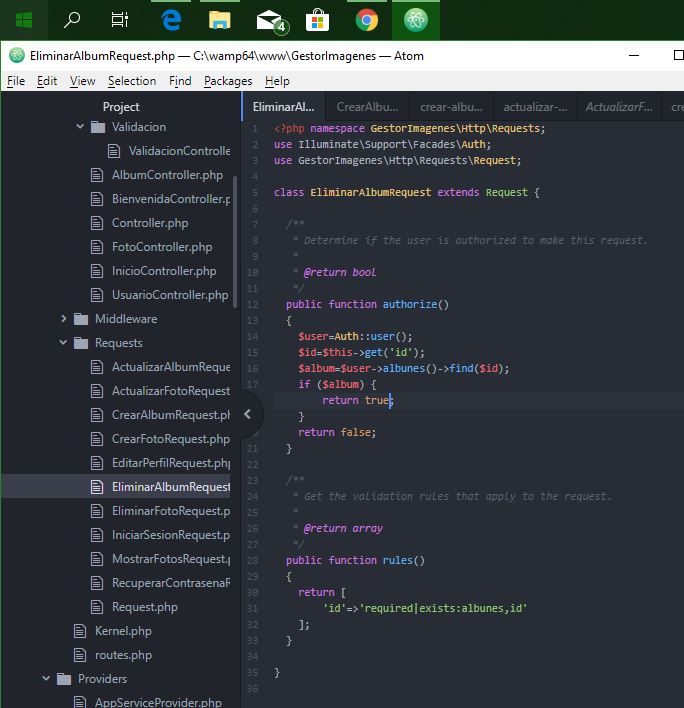 4
EliminarAlbumRequest.php — C:\wamp64\www\GestorImagenes — Atom
File Edit View Selection Find Packages Help
Project
Validacion
ValidacionControlle
AlbumController.php
BienvenidaController.p
Controller.php
FotoController.php
InicioController.php
UsuarioController.php
Middleware
Requests
ActualizarAlbumReque
ActualizarFotoRequest
CrearAlbumRequest.ph
CrearFotoRequest.php
EditarPerfilRequest.php
EliminarAlbumRequest
EliminarFotoRequest.p
IniciarSesionRequest.p
MostrarFotosRequest.p
RecuperarContrasenaR
Request.php
Kernel.php
routes.php
Providers
AppServiceProvider.php
EliminarAl... CrearAlbu... crear-albu... actualizar-... ActualizarF... cre
1 <?php namespace GestorImagenes\Http\Requests;
2 use Illuminate\Support\Facades\Auth;
3 use GestorImagenes\Http\Requests\Request;
4
5 class EliminarAlbumRequest extends Request {
6
7 /**
8 * Determine if the user is authorized to make this request.
9 *
10 * @return bool
11 */
12 public function authorize()
13 {
14 $user=Auth::user();
15 $id=$this->get('id');
16 $album=$user->albunes()->find($id);
17 if ($album) {
return true;
}
20 return false;
21 }
22
23 /**
24 * Get the validation rules that apply to the request.
25 *
26 * @return array
27 */
28 public function rules()
29 {
30 return [
31 'id'=>'required|exists:albunes,id'
32 ];
33 }
34
35 }
36